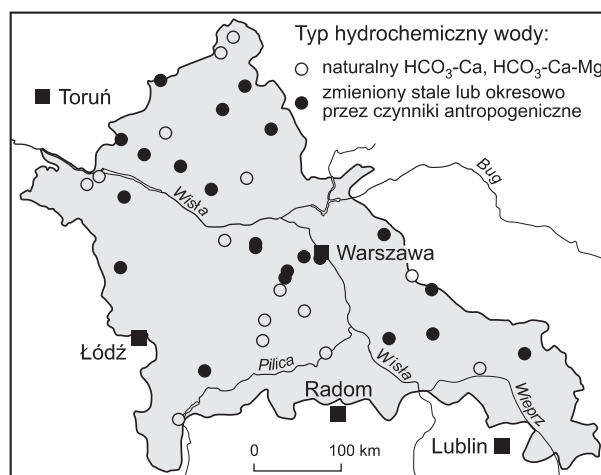 Typ hydrochemiczny wody:
naturalny HCO₃-Ca, HCO₃-Ca-Mg
zmieniony stale lub okresowo
przez czynniki antropogeniczne
Toruń
Bug
Wisła
Warszawa
Łódź
Pilica
Wisła
Radom
Wieprz
0 100 km
Lublin